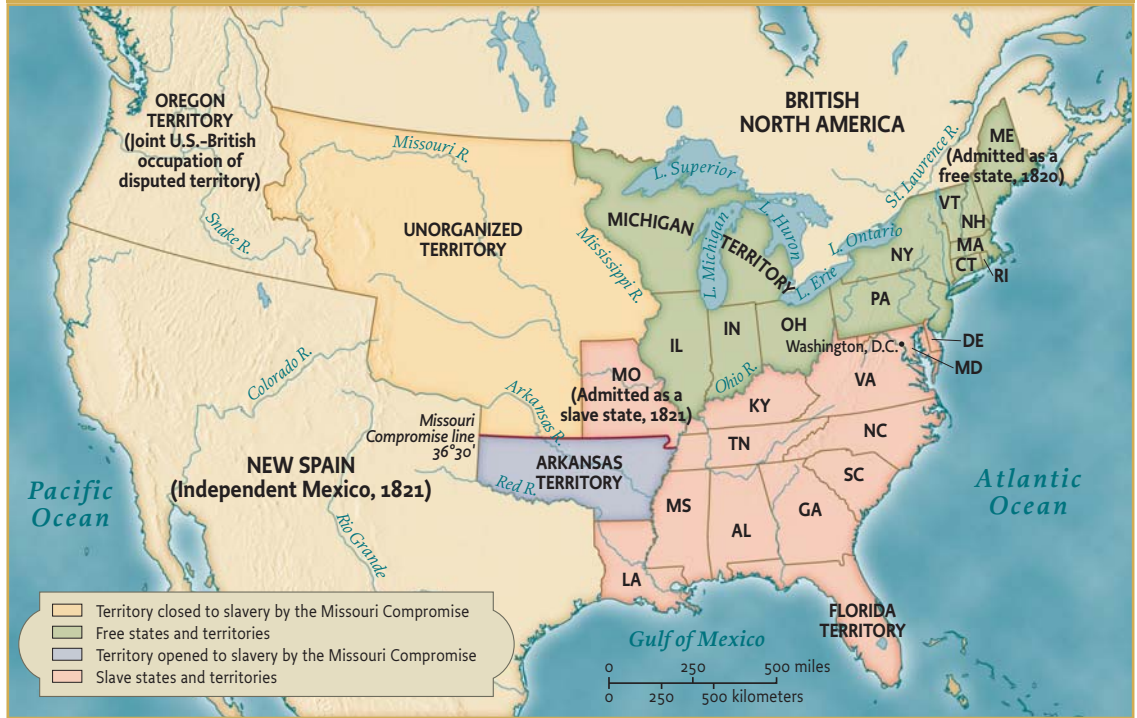 OREGON
TERRITORY
(Joint U.S.–British
occupation of
disputed territory)
BRITISH
NORTH AMERICA
ME
(Admitted as a
free state, 1820)
Missouri R.
L. Superior
St. Lawrence R.
VT
NH
Snake R.
UNORGANIZED
TERRITORY
MICHIGAN
TERRITORY
L. Michigan
L. Huron
L. Ontario
L. Erie
NY
MA
CT
RI
Mississippi R.
PA
IL
IN
OH
Washington, D.C.
DE
MD
Ohio R.
VA
Colorado R.
MO
(Admitted as a
slave state, 1821)
KY
Arkansas R.
Missouri
Compromise line
36°30'
TN
NC
NEW SPAIN
(Independent Mexico, 1821)
ARKANSAS
TERRITORY
Red R.
SC
Pacific
Ocean
Atlantic
Ocean
MS
AL
GA
Rio Grande
LA
FLORIDA
TERRITORY
Gulf of Mexico
Territory closed to slavery by the Missouri Compromise
Free states and territories
Territory opened to slavery by the Missouri Compromise
Slave states and territories
0 250 500 miles
0 250 500 kilometers